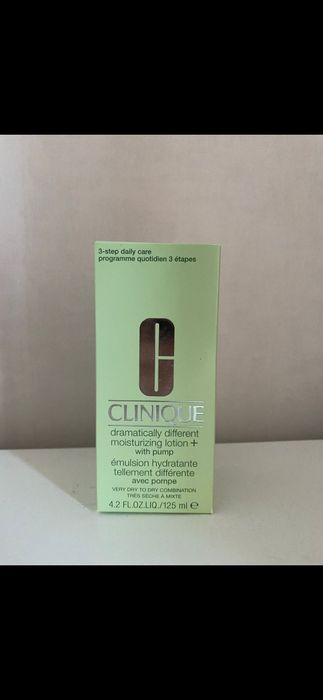 3-step daily care
programme quotidien 3 étapes
C
CLINIQUE
dramatically different
moisturizing lotion +
with pump
émulsion hydratante
tellement différente
avec pompe
VERY DRY TO DRY COMBINATION
TRÈS SÈCHE À MIXTE
4.2 FL.OZ.LIQ./125 ml ℮